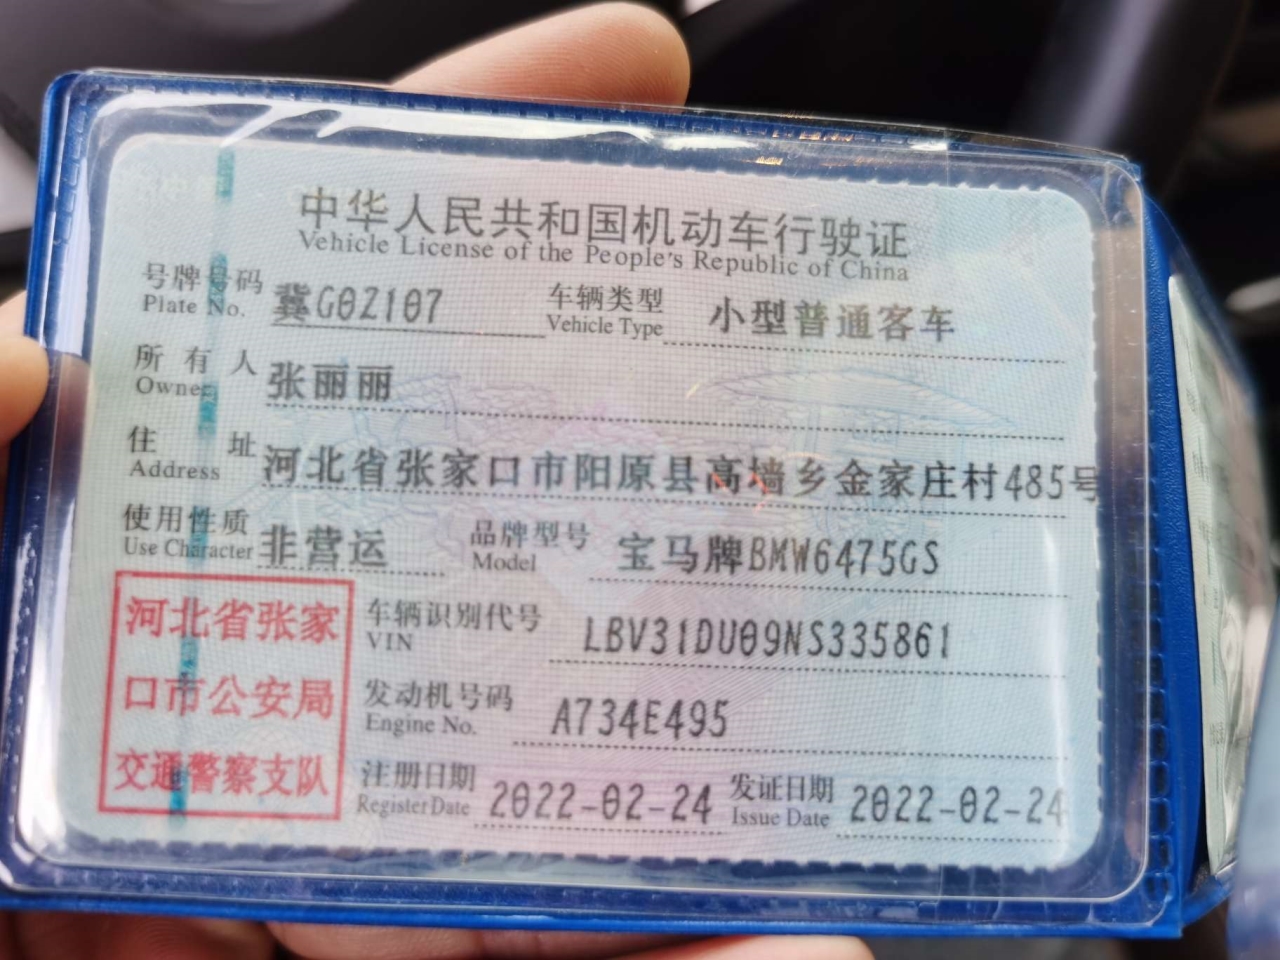 中华人民共和国机动车行驶证
Vehicle License of the People's Republic of China
号牌号码 冀G0Z107 车辆类型 小型普通客车
Plate No. Vehicle Type
所有人 张丽丽
Owner
住址 河北省张家口市阳原县高墙乡金家庄村485号
Address
使用性质 非营运 品牌型号 宝马牌BMW6475GS
Use Character Model
河北省张家
口市公安局
交通警察支队
车辆识别代号 LBV31DU09NS335861
VIN
发动机号码 A734E495
Engine No.
注册日期 2022-02-24 发证日期 2022-02-24
Register Date Issue Date